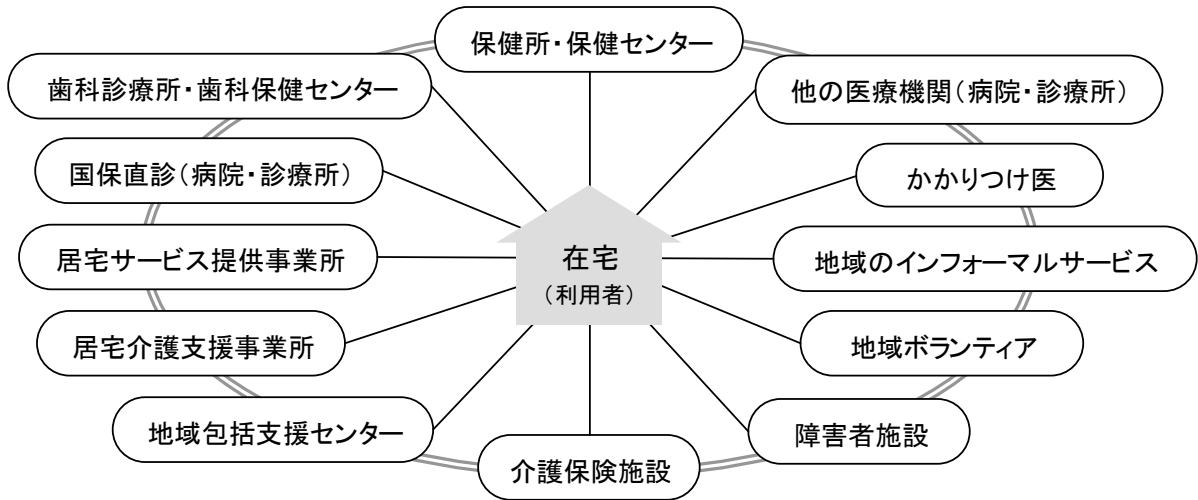 保健所・保健センター
歯科診療所・歯科保健センター
他の医療機関（病院・診療所）
国保直診（病院・診療所）
かかりつけ医
居宅サービス提供事業所
在宅
（利用者）
地域のインフォーマルサービス
居宅介護支援事業所
地域ボランティア
地域包括支援センター
障害者施設
介護保険施設